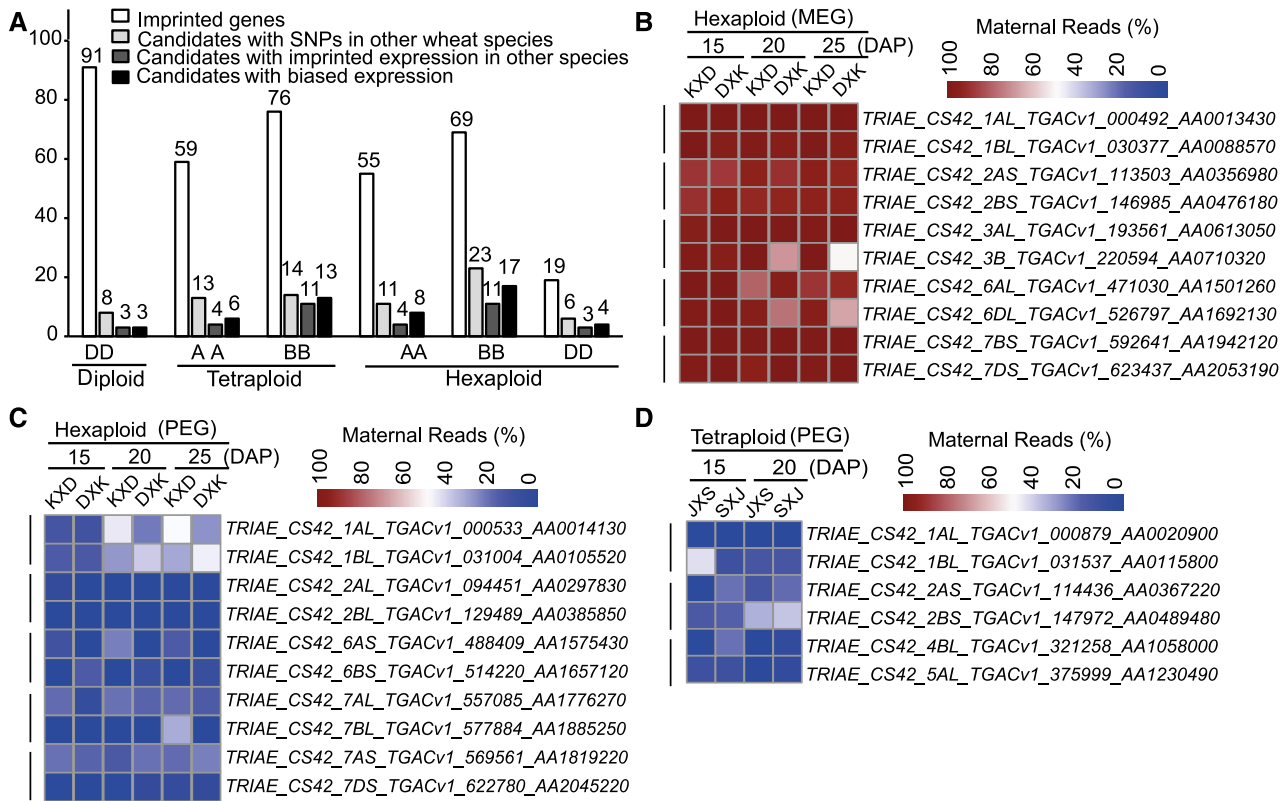 A
Imprinted genes
Candidates with SNPs in other wheat species
Candidates with imprinted expression in other species
Candidates with biased expression
100
80
60
40
20
0
91
8
3
3
59
13
4
6
76
14
11
13
55
11
4
8
69
23
11
17
19
6
3
4
DD
A A
BB
AA
BB
DD
Diploid
Tetraploid
Hexaploid
B
Hexaploid (MEG)
15 20 25 (DAP)
KXD DXK KXD DXK KXD DXK
Maternal Reads (%)
100 80 60 40 20 0
TRIAE_CS42_1AL_TGACv1_000492_AA0013430
TRIAE_CS42_1BL_TGACv1_030377_AA0088570
TRIAE_CS42_2AS_TGACv1_113503_AA0356980
TRIAE_CS42_2BS_TGACv1_146985_AA0476180
TRIAE_CS42_3AL_TGACv1_193561_AA0613050
TRIAE_CS42_3B_TGACv1_220594_AA0710320
TRIAE_CS42_6AL_TGACv1_471030_AA1501260
TRIAE_CS42_6DL_TGACv1_526797_AA1692130
TRIAE_CS42_7BS_TGACv1_592641_AA1942120
TRIAE_CS42_7DS_TGACv1_623437_AA2053190
C
Hexaploid (PEG)
15 20 25 (DAP)
KXD DXK KXD DXK KXD DXK
Maternal Reads (%)
100 80 60 40 20 0
TRIAE_CS42_1AL_TGACv1_000533_AA0014130
TRIAE_CS42_1BL_TGACv1_031004_AA0105520
TRIAE_CS42_2AL_TGACv1_094451_AA0297830
TRIAE_CS42_2BL_TGACv1_129489_AA0385850
TRIAE_CS42_6AS_TGACv1_488409_AA1575430
TRIAE_CS42_6BS_TGACv1_514220_AA1657120
TRIAE_CS42_7AL_TGACv1_557085_AA1776270
TRIAE_CS42_7BL_TGACv1_577884_AA1885250
TRIAE_CS42_7AS_TGACv1_569561_AA1819220
TRIAE_CS42_7DS_TGACv1_622780_AA2045220
D
Tetraploid (PEG)
15 20 (DAP)
JXS SXJ JXS SXJ
Maternal Reads (%)
100 80 60 40 20 0
TRIAE_CS42_1AL_TGACv1_000879_AA0020900
TRIAE_CS42_1BL_TGACv1_031537_AA0115800
TRIAE_CS42_2AS_TGACv1_114436_AA0367220
TRIAE_CS42_2BS_TGACv1_147972_AA0489480
TRIAE_CS42_4BL_TGACv1_321258_AA1058000
TRIAE_CS42_5AL_TGACv1_375999_AA1230490